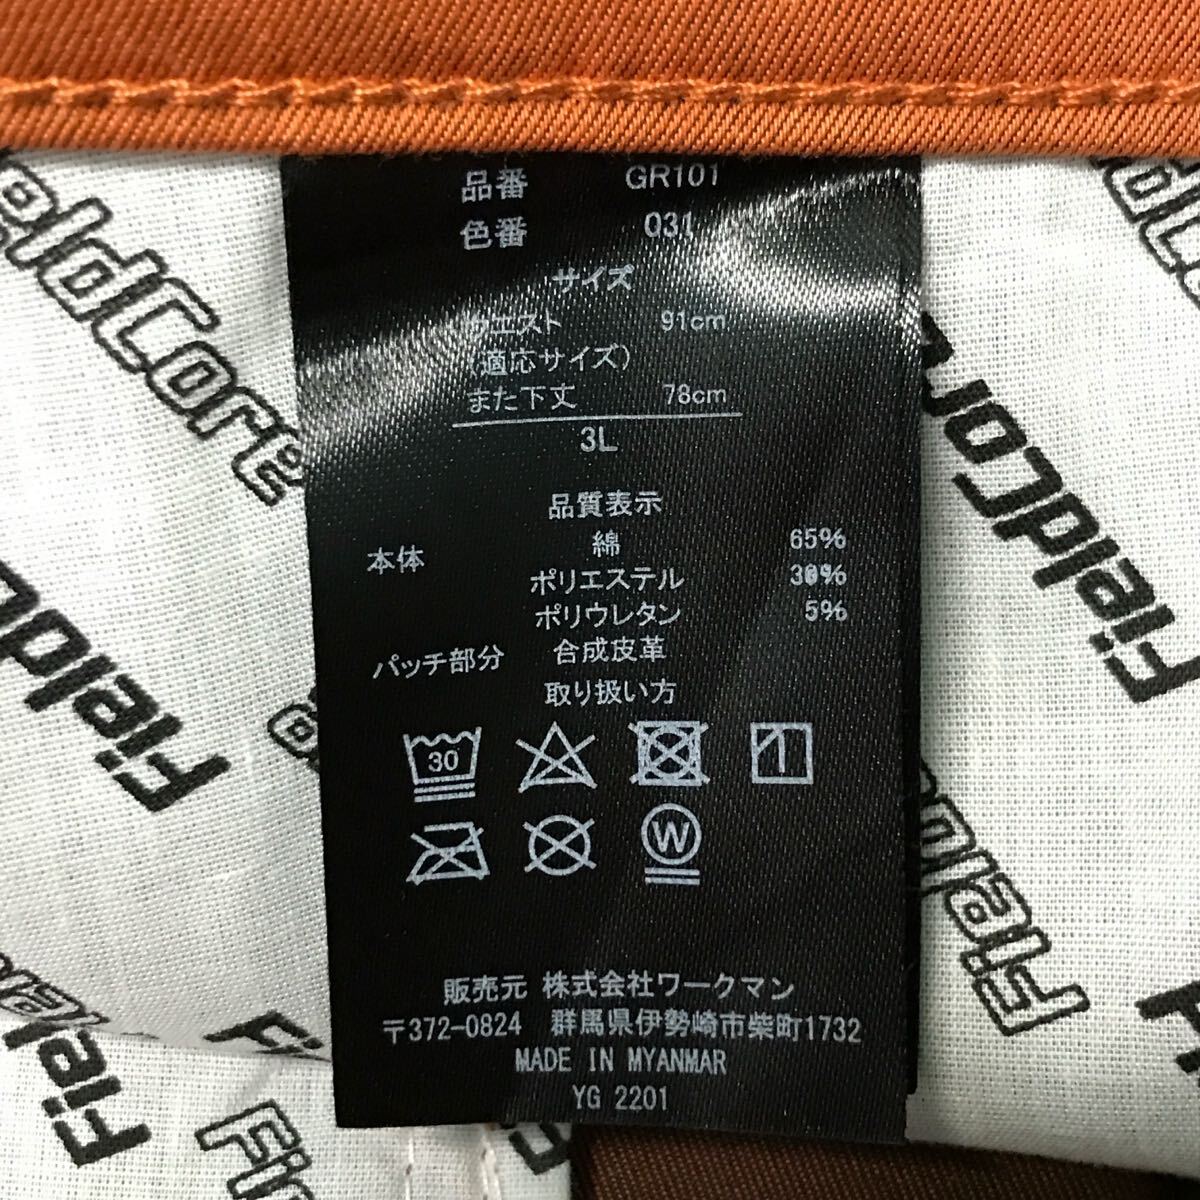 品番 GR101
色番 031
サイズ
ウエスト 91cm
(適応サイズ)
また下丈 78cm
3L
品質表示
本体 綿 65%
ポリエステル 30%
ポリウレタン 5%
パッチ部分 合成皮革
取り扱い方
30
W
販売元 株式会社ワークマン
〒372-0824 群馬県伊勢崎市柴町1732
MADE IN MYANMAR
YG 2201
eldCore
FieldCore
FieldCo
Field
Field